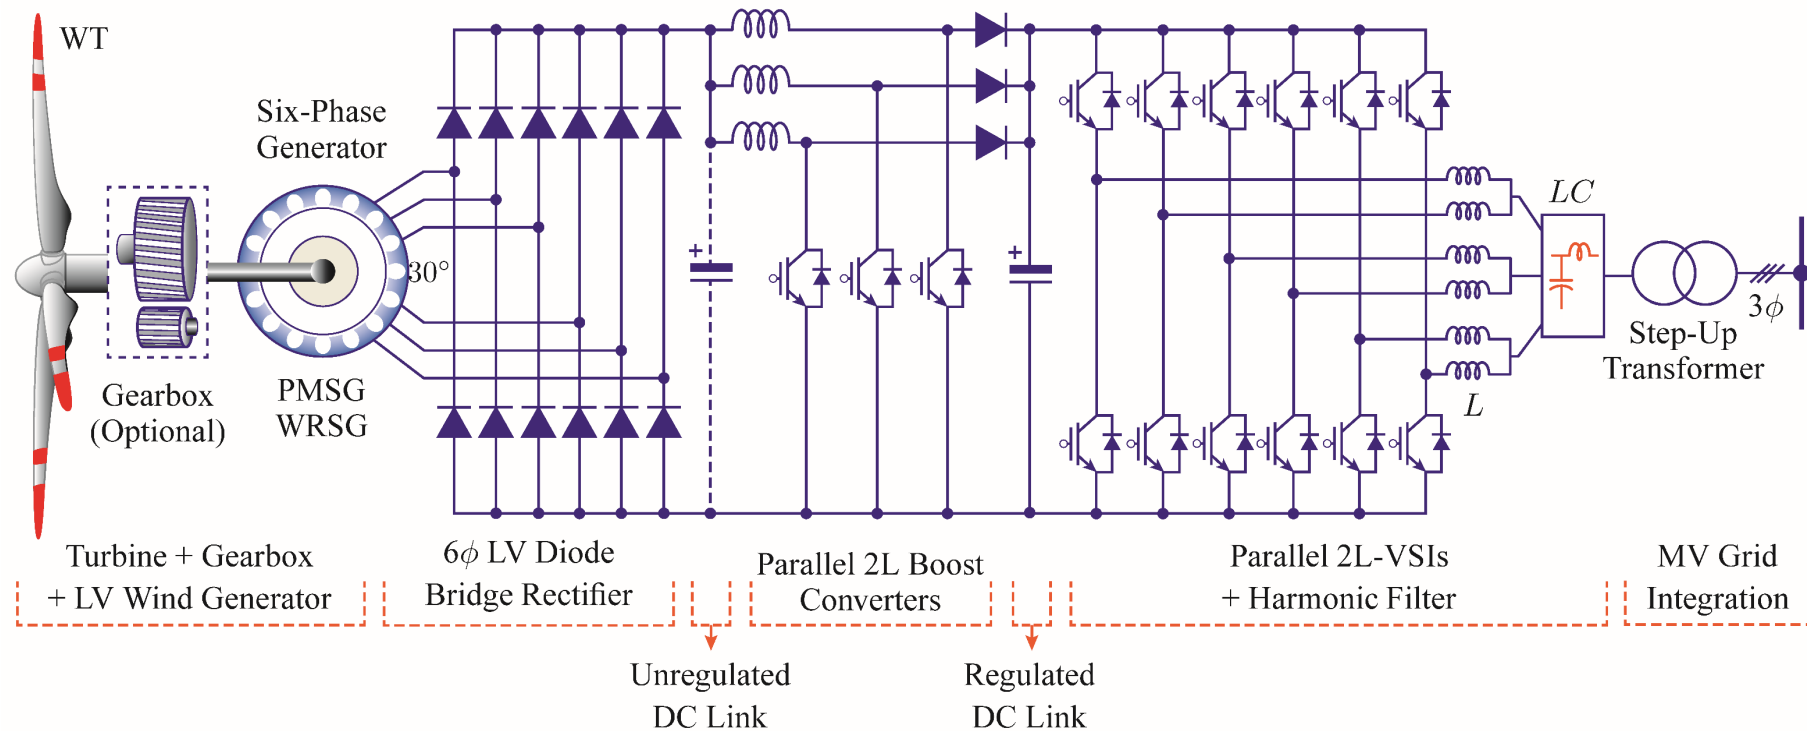 WT
Six-Phase
Generator
30°
Gearbox
(Optional)
PMSG
WRSG
+
+
LC
L
3ϕ
Step-Up
Transformer
Turbine + Gearbox
+ LV Wind Generator
6ϕ LV Diode
Bridge Rectifier
Parallel 2L Boost
Converters
Parallel 2L-VSIs
+ Harmonic Filter
MV Grid
Integration
Unregulated
DC Link
Regulated
DC Link